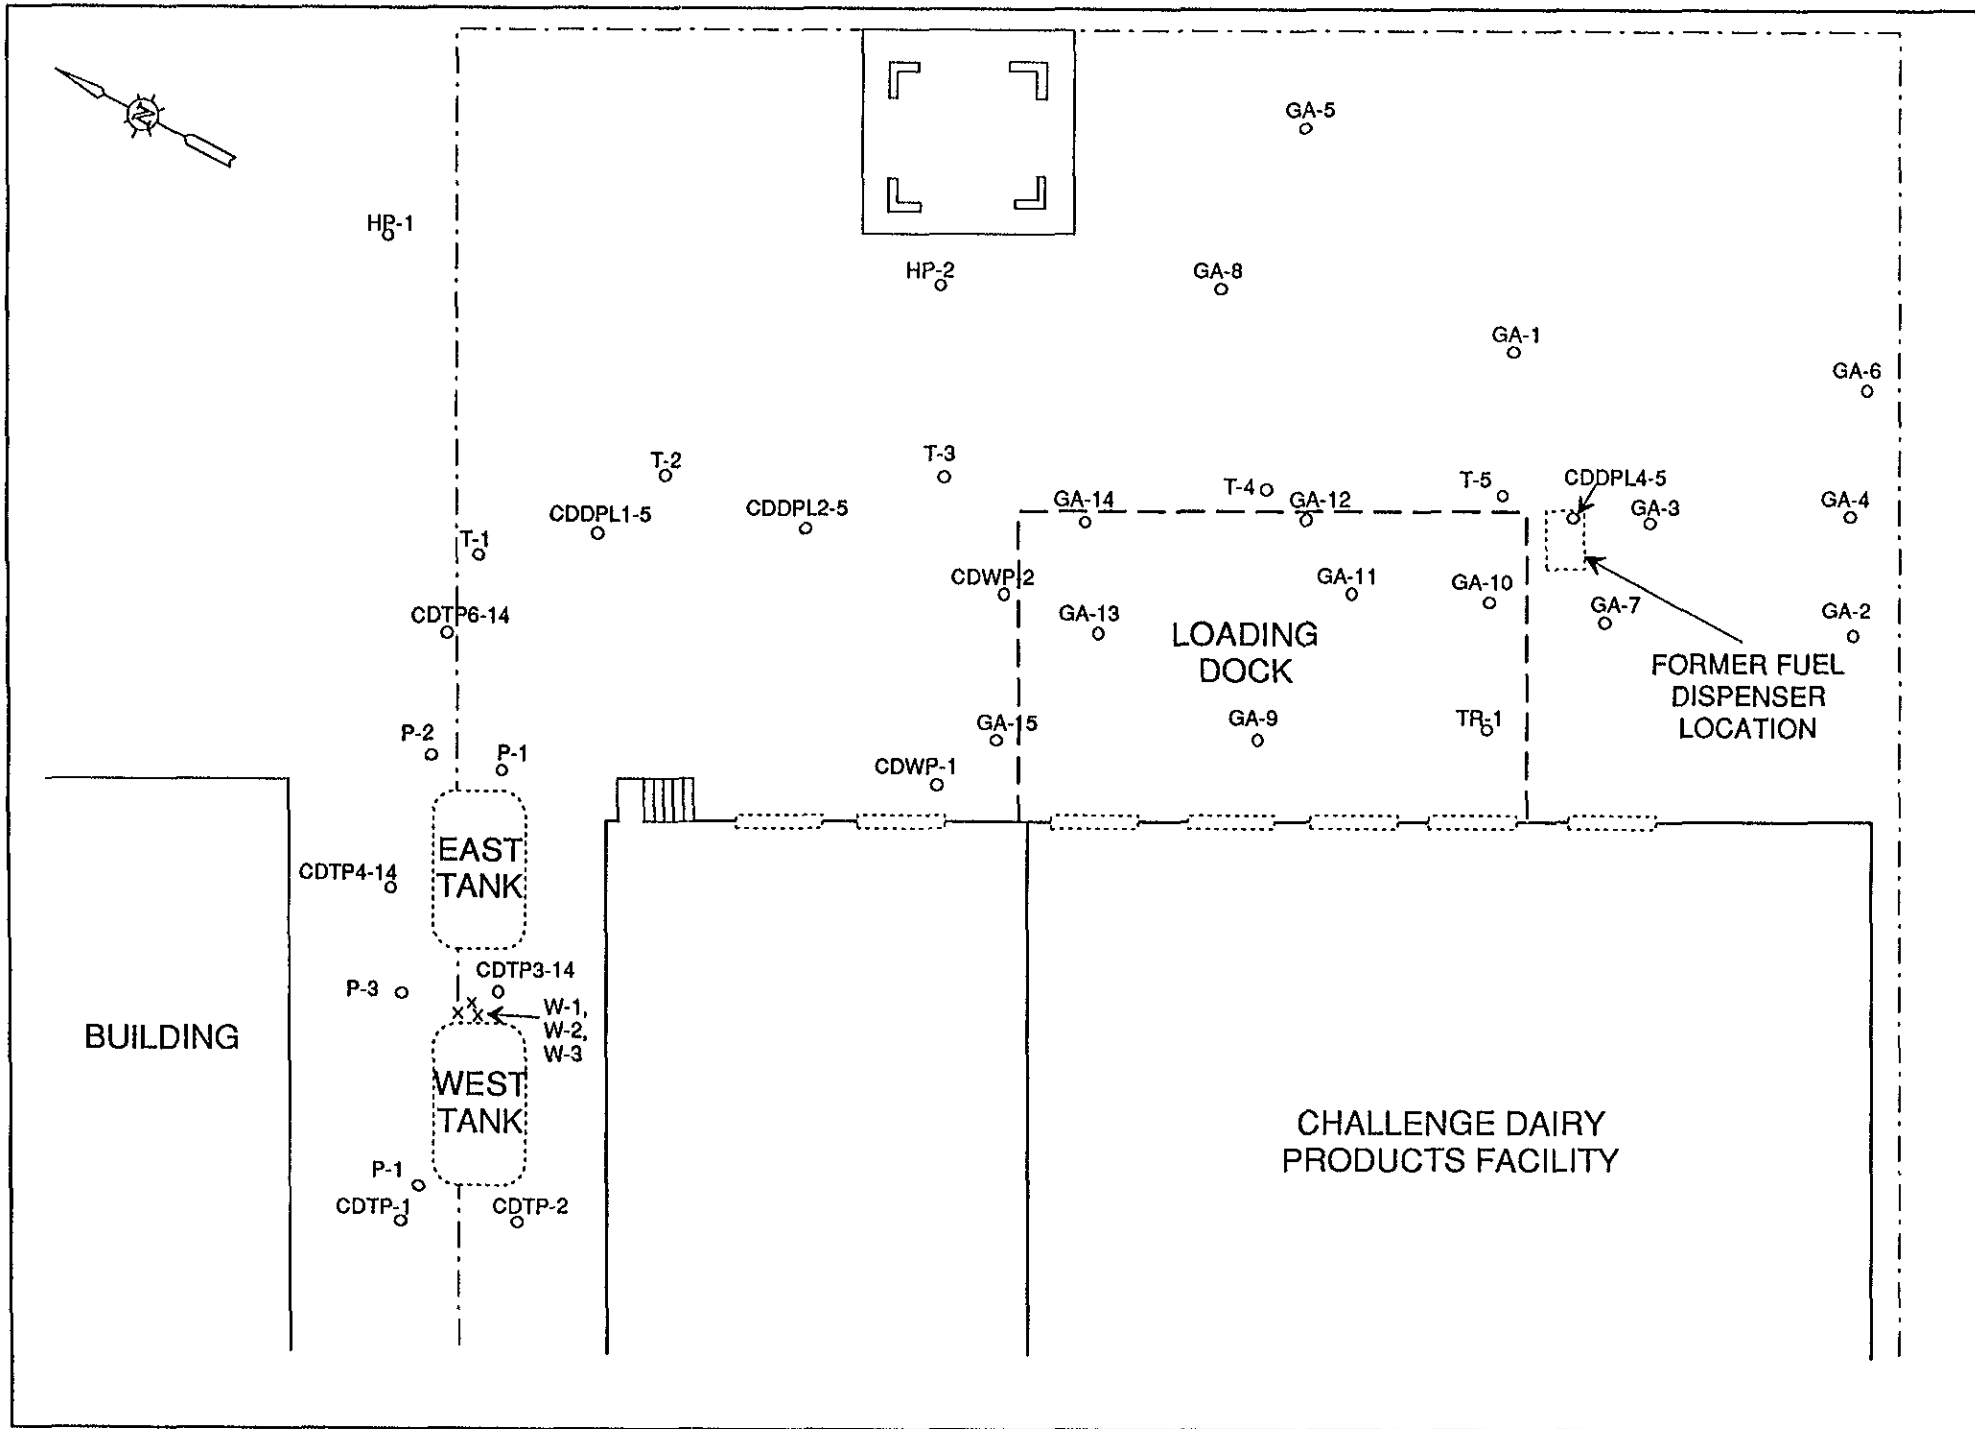 N
GA-5
HP-1
HP-2
GA-8
GA-1
GA-6
T-2
T-3
T-4
T-5
CDDPL4-5
CDDPL1-5
CDDPL2-5
GA-14
GA-12
GA-3
GA-4
T-1
CDWP-2
GA-11
GA-10
CDTP6-14
GA-13
GA-7
GA-2
LOADING
DOCK
FORMER FUEL
DISPENSER
LOCATION
P-2
P-1
GA-15
GA-9
TR-1
CDWP-1
EAST
TANK
CDTP4-14
CDTP3-14
P-3
W-1,
W-2,
W-3
BUILDING
WEST
TANK
CHALLENGE DAIRY
PRODUCTS FACILITY
P-1
CDTP-1
CDTP-2